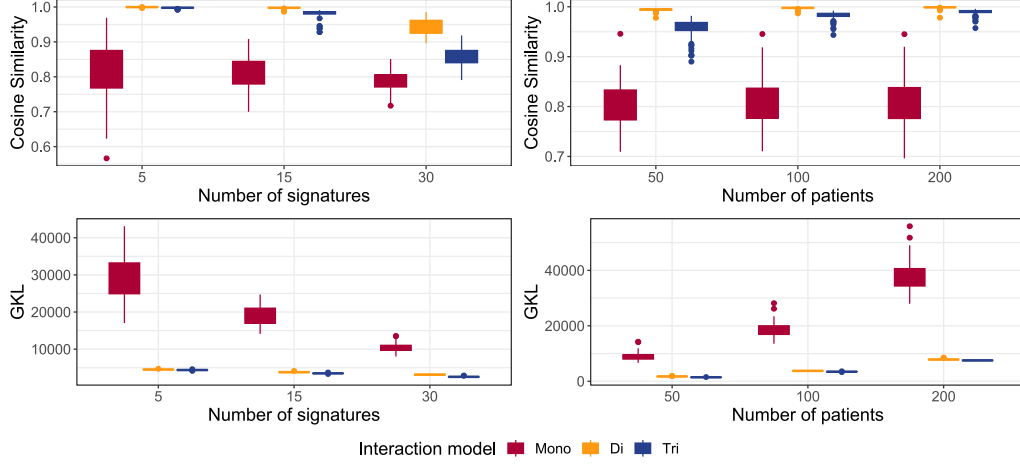 1.0
0.9
0.8
0.7
0.6
Cosine Similarity
5 15 30
Number of signatures
1.0
0.9
0.8
0.7
Cosine Similarity
50 100 200
Number of patients
40000
30000
20000
10000
GKL
5 15 30
Number of signatures
40000
20000
0
GKL
50 100 200
Number of patients
Interaction model Mono Di Tri